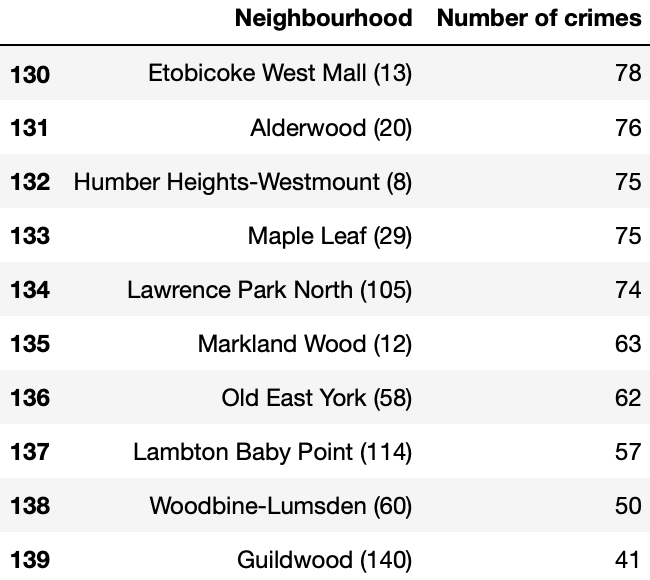 Neighbourhood Number of crimes
130 Etobicoke West Mall (13) 78
131 Alderwood (20) 76
132 Humber Heights-Westmount (8) 75
133 Maple Leaf (29) 75
134 Lawrence Park North (105) 74
135 Markland Wood (12) 63
136 Old East York (58) 62
137 Lambton Baby Point (114) 57
138 Woodbine-Lumsden (60) 50
139 Guildwood (140) 41